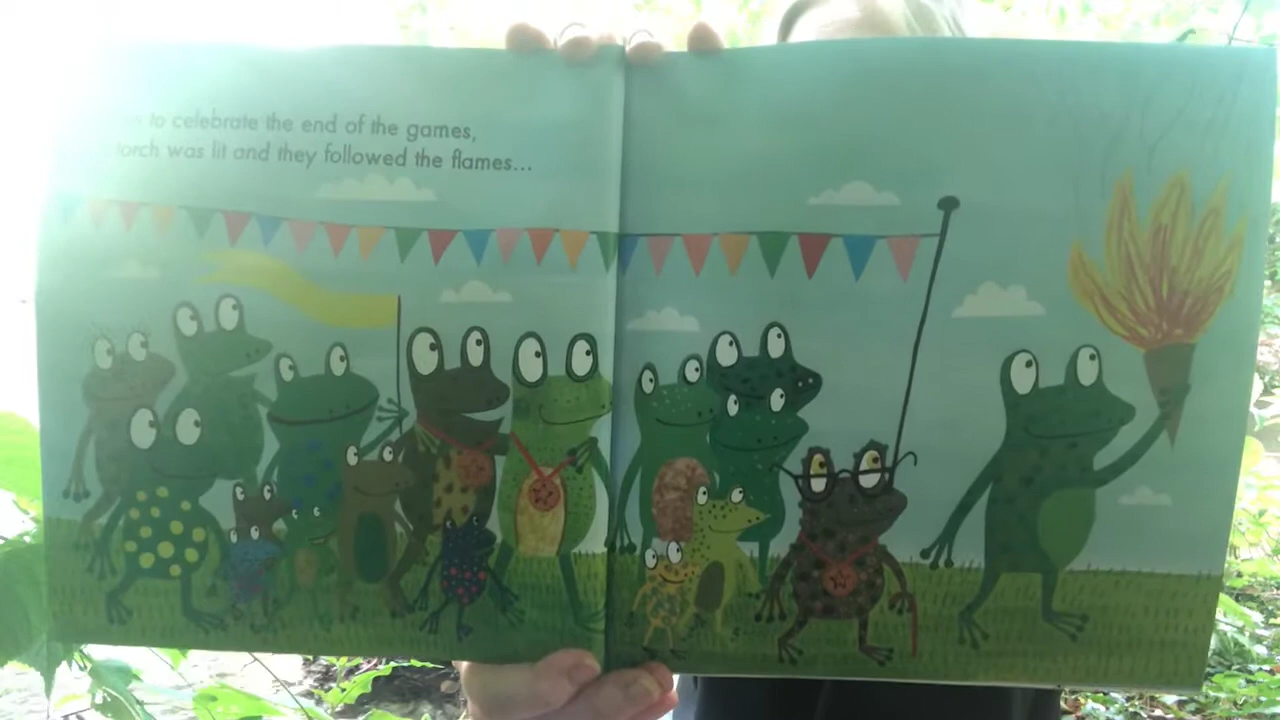 to celebrate the end of the games,
torch was lit and they followed the flames...